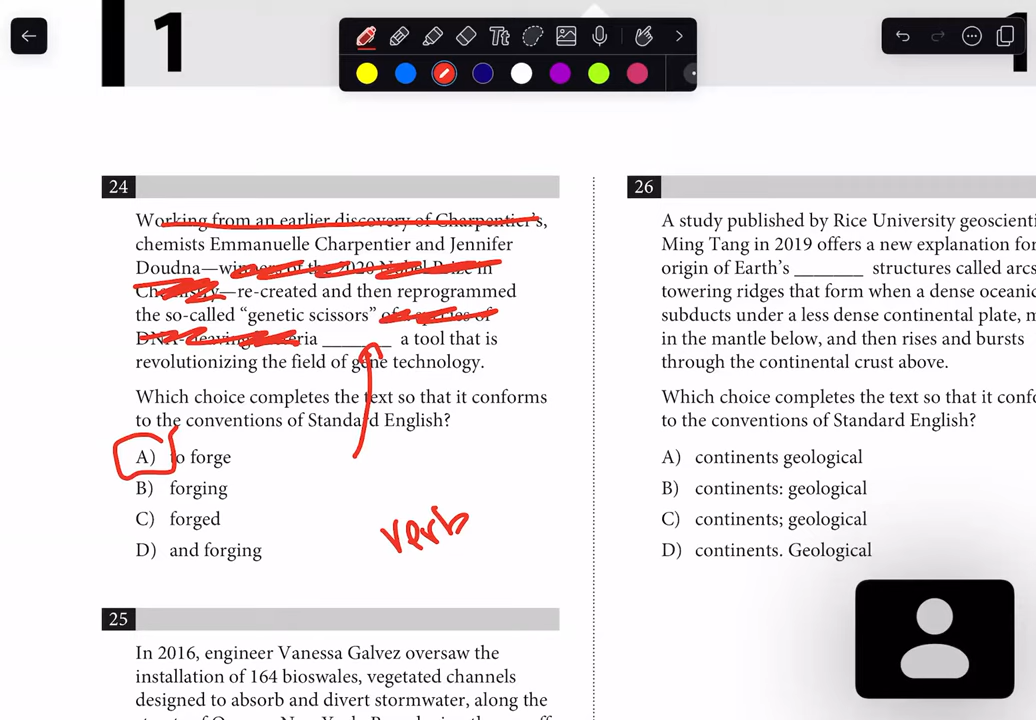 1
1
Tt
24
Working from an earlier discovery of Charpentier's,
chemists Emmanuelle Charpentier and Jennifer
Doudna—winners of the 2020 Nobel Prize in
Chemistry—re-created and then reprogrammed
the so-called “genetic scissors” of a species of
DNA-cleaving bacteria ______ a tool that is
revolutionizing the field of gene technology.
Which choice completes the text so that it conforms
to the conventions of Standard English?
A) to forge
B) forging
C) forged
D) and forging
verb
25
In 2016, engineer Vanessa Galvez oversaw the
installation of 164 bioswales, vegetated channels
designed to absorb and divert stormwater, along the
26
A study published by Rice University geoscienti
Ming Tang in 2019 offers a new explanation for
origin of Earth's ______ structures called arcs
towering ridges that form when a dense oceanic
subducts under a less dense continental plate, m
in the mantle below, and then rises and bursts
through the continental crust above.
Which choice completes the text so that it confo
to the conventions of Standard English?
A) continents geological
B) continents: geological
C) continents; geological
D) continents. Geological